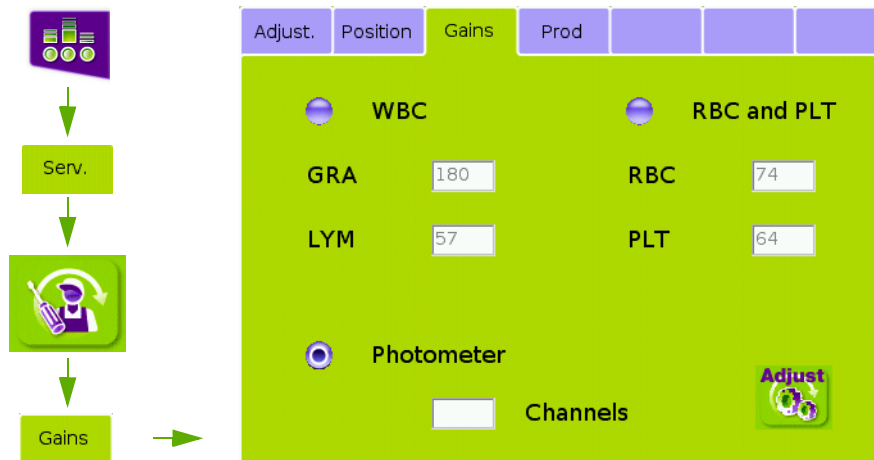 Serv.
Gains
Adjust. Position Gains Prod
WBC RBC and PLT
GRA 180 RBC 74
LYM 57 PLT 64
Photometer
Adjust
Channels